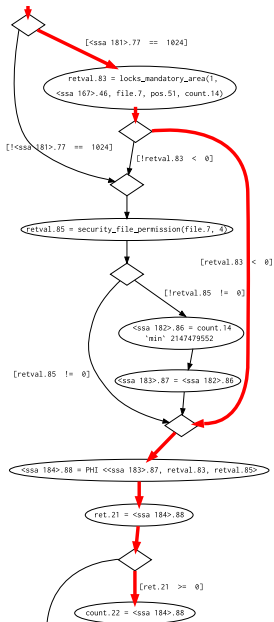 [<ssa 181>.77  ==  1024]
retval.83 = locks_mandatory_area(1,
<ssa 167>.46, file.7, pos.51, count.14)
[!<ssa 181>.77  ==  1024]
[!retval.83  <  0]
retval.85 = security_file_permission(file.7, 4)
[retval.83  <  0]
[!retval.85  !=  0]
<ssa 182>.86 = count.14
`min` 2147479552
[retval.85  !=  0]
<ssa 183>.87 = <ssa 182>.86
<ssa 184>.88 = PHI <<ssa 183>.87, retval.83, retval.85>
ret.21 = <ssa 184>.88
[ret.21  >=  0]
count.22 = <ssa 184>.88